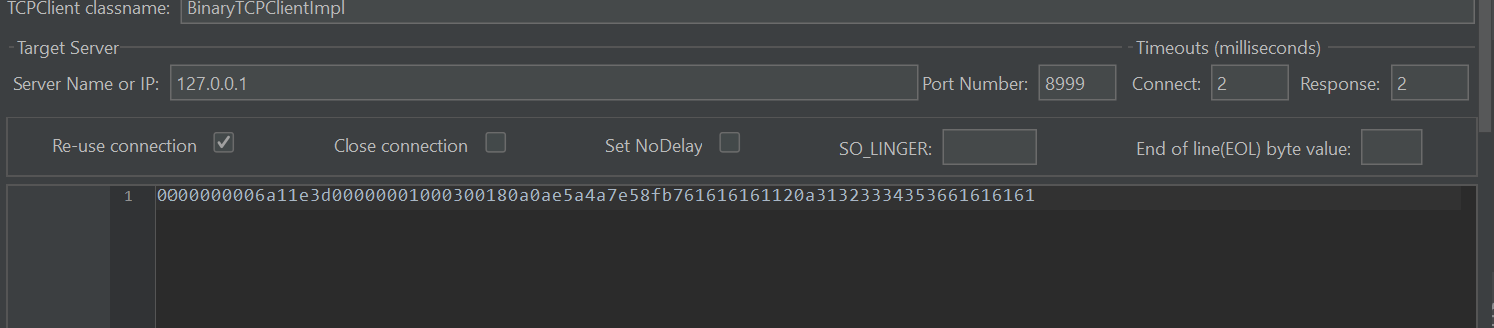 TCPClient classname: BinaryTCPClientImpl
Target Server Timeouts (milliseconds)
Server Name or IP: 127.0.0.1 Port Number: 8999 Connect: 2 Response: 2
Re-use connection Close connection Set NoDelay SO_LINGER: End of line(EOL) byte value:
1 0000000006a11e3d00000001000300180a0ae5a4a7e58fb761616161120a31323334353661616161